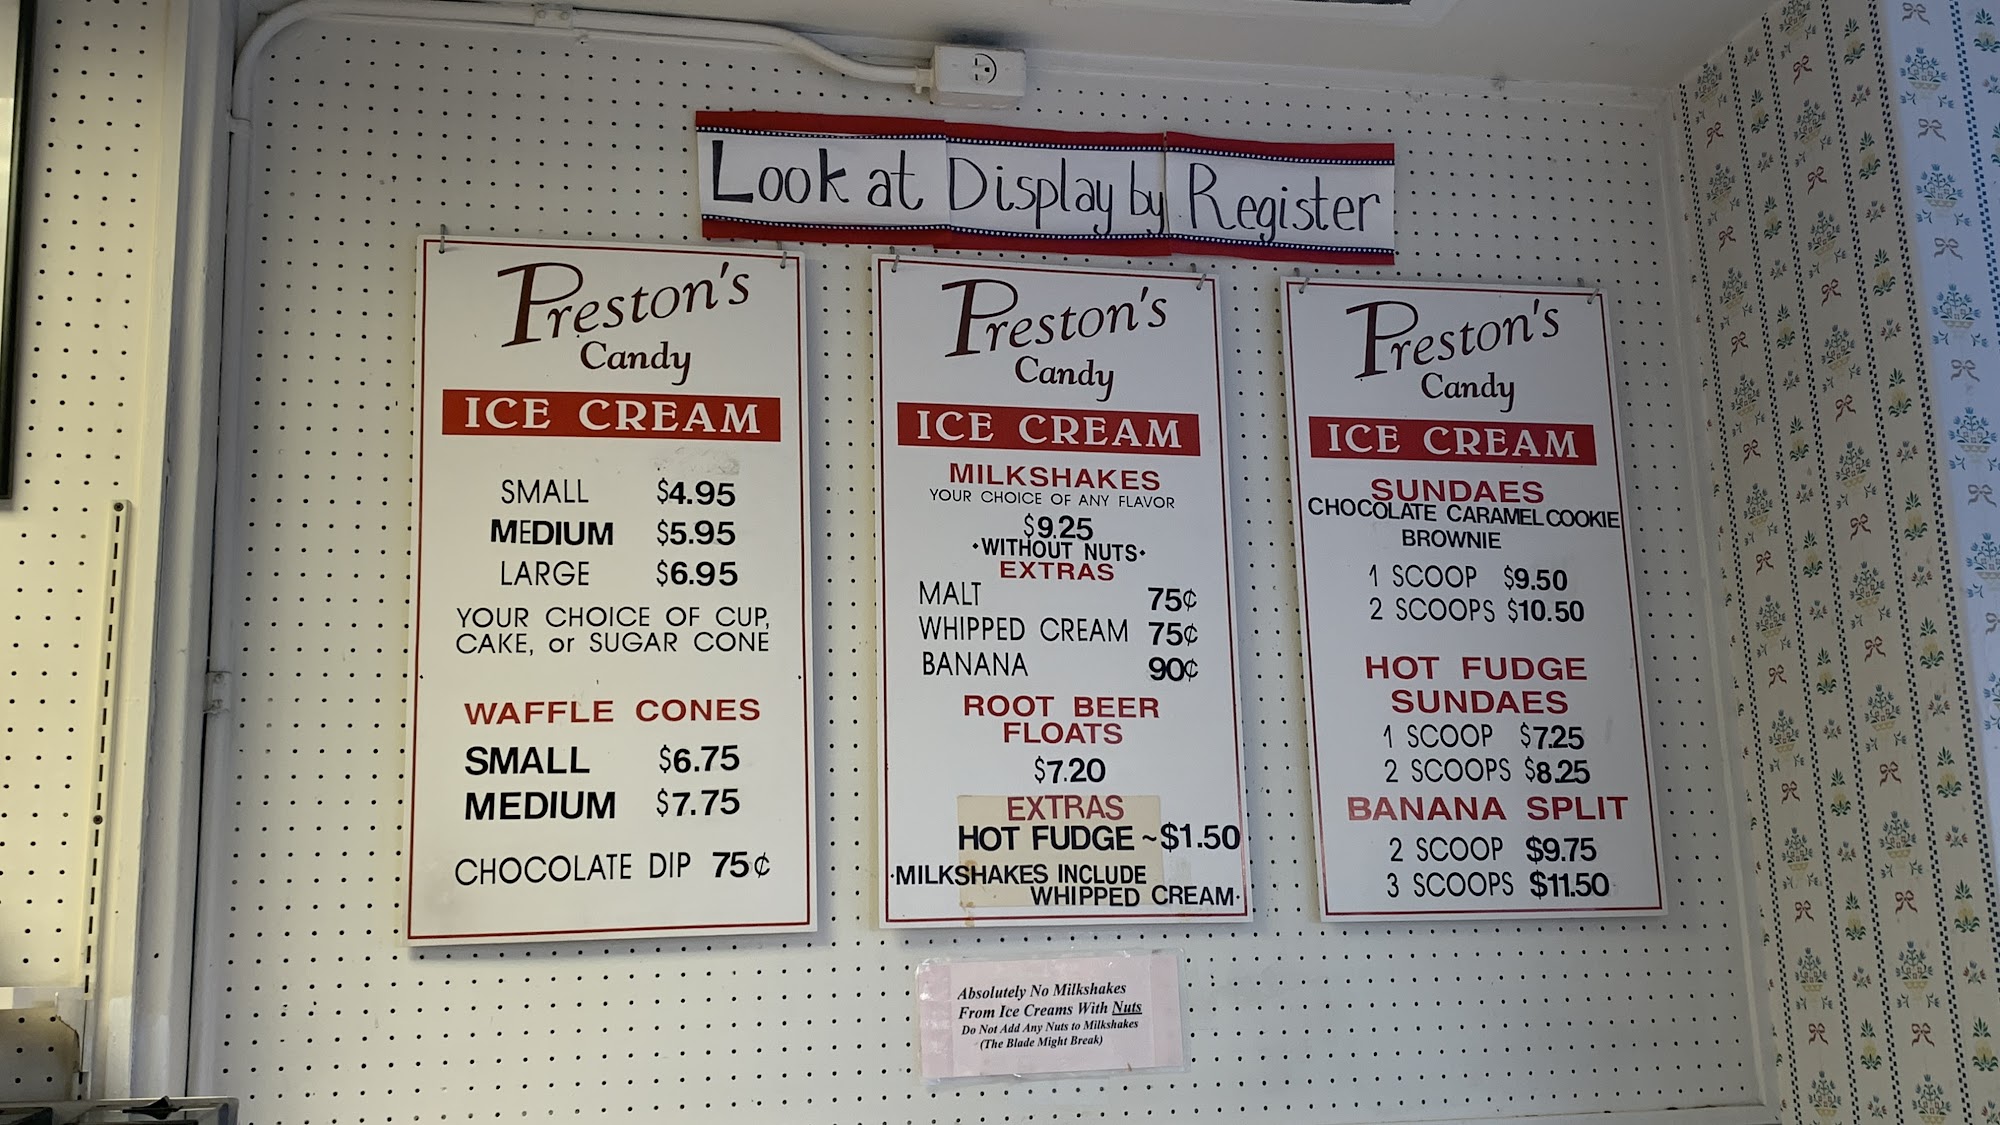 Look at Display by Register
Preston's
Candy
ICE CREAM
SMALL $4.95
MEDIUM $5.95
LARGE $6.95
YOUR CHOICE OF CUP,
CAKE, or SUGAR CONE
WAFFLE CONES
SMALL $6.75
MEDIUM $7.75
CHOCOLATE DIP 75¢
Preston's
Candy
ICE CREAM
MILKSHAKES
YOUR CHOICE OF ANY FLAVOR
$9.25
•WITHOUT NUTS•
EXTRAS
MALT 75¢
WHIPPED CREAM 75¢
BANANA 90¢
ROOT BEER
FLOATS
$7.20
EXTRAS
HOT FUDGE ~$1.50
·MILKSHAKES INCLUDE
WHIPPED CREAM·
Preston's
Candy
ICE CREAM
SUNDAES
CHOCOLATE CARAMEL COOKIE
BROWNIE
1 SCOOP $9.50
2 SCOOPS $10.50
HOT FUDGE
SUNDAES
1 SCOOP $7.25
2 SCOOPS $8.25
BANANA SPLIT
2 SCOOP $9.75
3 SCOOPS $11.50
Absolutely No Milkshakes
From Ice Creams With Nuts
Do Not Add Any Nuts to Milkshakes
(The Blade Might Break)